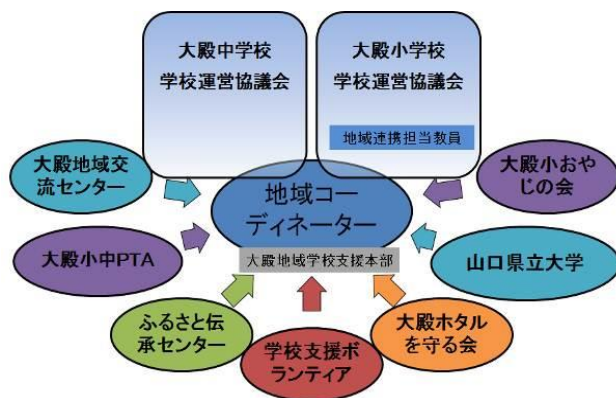 大殿中学校
学校運営協議会
大殿小学校
学校運営協議会
地域連携担当教員
大殿地域交
流センター
地域コー
ディネーター
大殿小おや
じの会
大殿小中PTA
大殿地域学校支援本部
山口県立大学
ふるさと伝
承センター
学校支援ボ
ランティア
大殿ホタル
を守る会